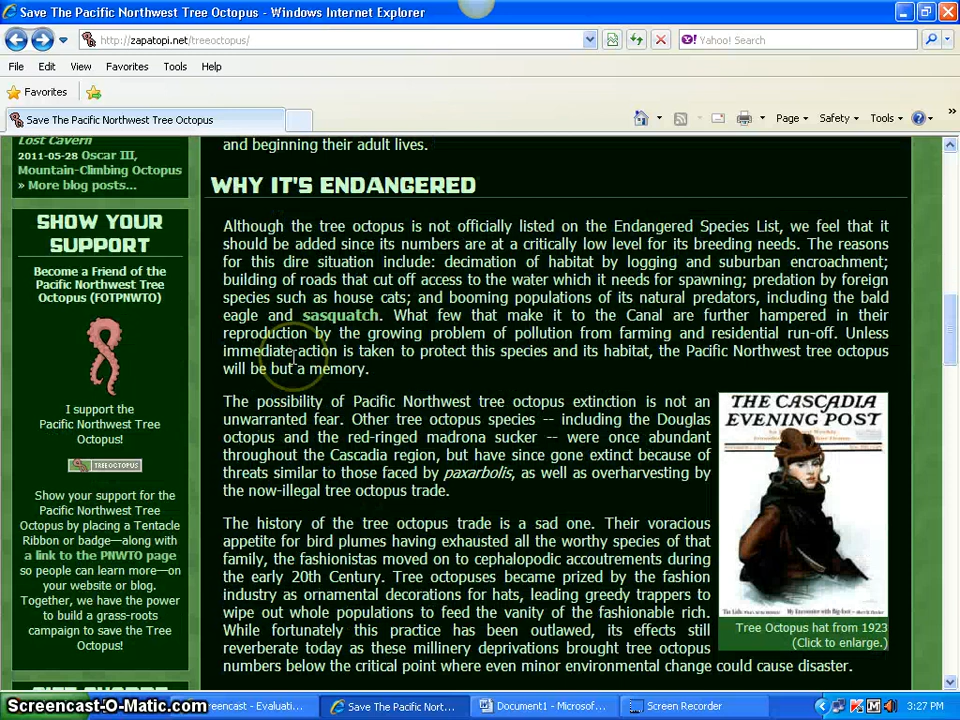 Save The Pacific Northwest Tree Octopus - Windows Internet Explorer
http://zapatopi.net/treeoctopus/
Yahoo! Search
File Edit View Favorites Tools Help
Favorites
Save The Pacific Northwest Tree Octopus
Page Safety Tools
Lost Cavern
2011-05-28 Oscar III,
Mountain-Climbing Octopus
» More blog posts...
SHOW YOUR
SUPPORT
Become a Friend of the
Pacific Northwest Tree
Octopus (FOTPNWTO)
I support the
Pacific Northwest Tree
Octopus!
TREEOCTOPUS
Show your support for the
Pacific Northwest Tree
Octopus by placing a Tentacle
Ribbon or badge—along with
a link to the PNWTO page
so people can learn more—on
your website or blog.
Together, we have the power
to build a grass-roots
campaign to save the Tree
Octopus!
and beginning their adult lives.
WHY IT'S ENDANGERED
Although the tree octopus is not officially listed on the Endangered Species List, we feel that it
should be added since its numbers are at a critically low level for its breeding needs. The reasons
for this dire situation include: decimation of habitat by logging and suburban encroachment;
building of roads that cut off access to the water which it needs for spawning; predation by foreign
species such as house cats; and booming populations of its natural predators, including the bald
eagle and sasquatch. What few that make it to the Canal are further hampered in their
reproduction by the growing problem of pollution from farming and residential run-off. Unless
immediate action is taken to protect this species and its habitat, the Pacific Northwest tree octopus
will be but a memory.
The possibility of Pacific Northwest tree octopus extinction is not an
unwarranted fear. Other tree octopus species -- including the Douglas
octopus and the red-ringed madrona sucker -- were once abundant
throughout the Cascadia region, but have since gone extinct because of
threats similar to those faced by paxarbolis, as well as overharvesting by
the now-illegal tree octopus trade.
The history of the tree octopus trade is a sad one. Their voracious
appetite for bird plumes having exhausted all the worthy species of that
family, the fashionistas moved on to cephalopodic accoutrements during
the early 20th Century. Tree octopuses became prized by the fashion
industry as ornamental decorations for hats, leading greedy trappers to
wipe out whole populations to feed the vanity of the fashionable rich.
While fortunately this practice has been outlawed, its effects still
reverberate today as these millinery deprivations brought tree octopus
numbers below the critical point where even minor environmental change could cause disaster.
THE CASCADIA
EVENING POST
Tree Octopus hat from 1923
(Click to enlarge.)
Screencast-O-Matic.com
creencast - Evaluati...
Save The Pacific Nort...
Document1 - Microsof...
Screen Recorder
3:27 PM